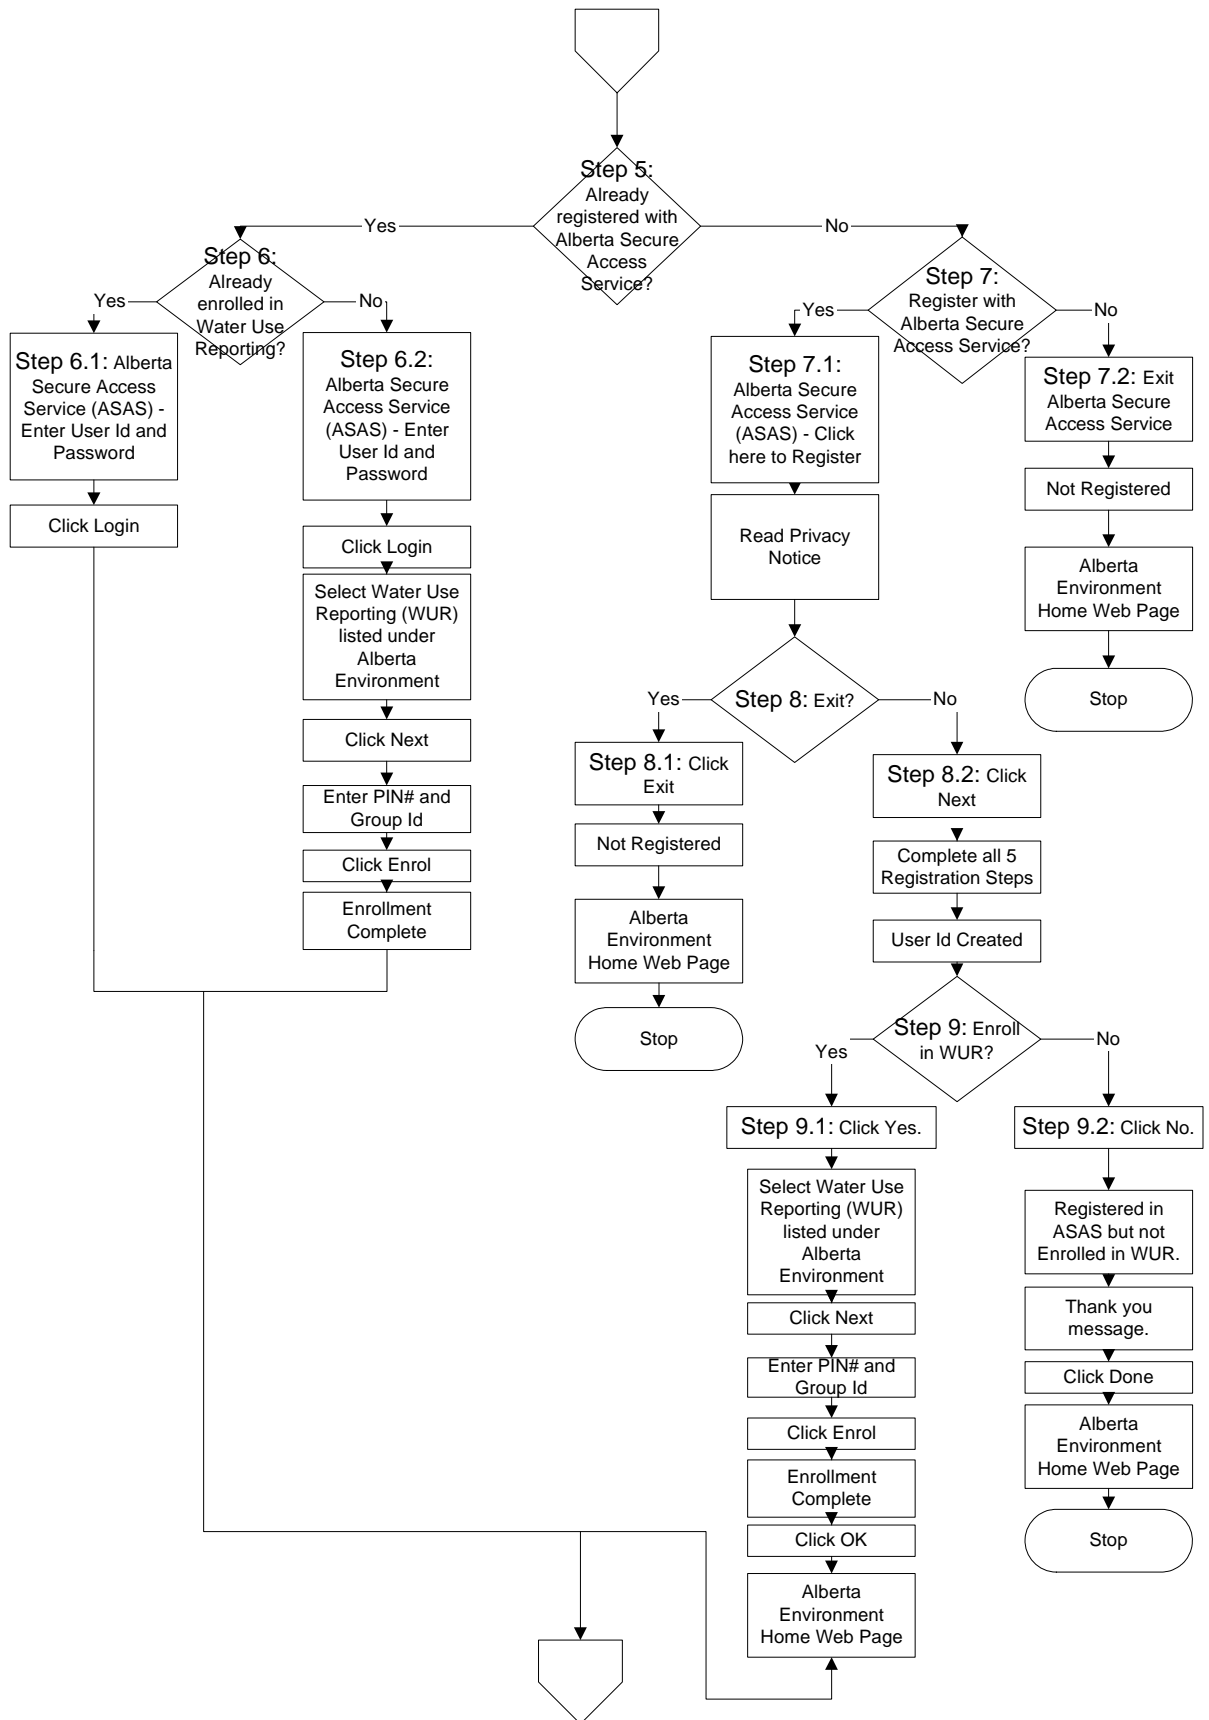 Step 5:
Already
registered with
Alberta Secure
Access
Service?
Yes
No
Step 6:
Already
enrolled in
Water Use
Reporting?
Yes
No
Step 6.1: Alberta
Secure Access
Service (ASAS) -
Enter User Id and
Password
Click Login
Step 6.2:
Alberta Secure
Access Service
(ASAS) - Enter
User Id and
Password
Click Login
Select Water Use
Reporting (WUR)
listed under
Alberta
Environment
Click Next
Enter PIN# and
Group Id
Click Enrol
Enrollment
Complete
Step 7:
Register with
Alberta Secure
Access Service?
Yes
No
Step 7.1:
Alberta Secure
Access Service
(ASAS) - Click
here to Register
Read Privacy
Notice
Step 7.2: Exit
Alberta Secure
Access Service
Not Registered
Alberta
Environment
Home Web Page
Stop
Step 8: Exit?
Yes
No
Step 8.1: Click
Exit
Not Registered
Alberta
Environment
Home Web Page
Stop
Step 8.2: Click
Next
Complete all 5
Registration Steps
User Id Created
Step 9: Enroll
in WUR?
Yes
No
Step 9.1: Click Yes.
Select Water Use
Reporting (WUR)
listed under
Alberta
Environment
Click Next
Enter PIN# and
Group Id
Click Enrol
Enrollment
Complete
Click OK
Alberta
Environment
Home Web Page
Step 9.2: Click No.
Registered in
ASAS but not
Enrolled in WUR.
Thank you
message.
Click Done
Alberta
Environment
Home Web Page
Stop